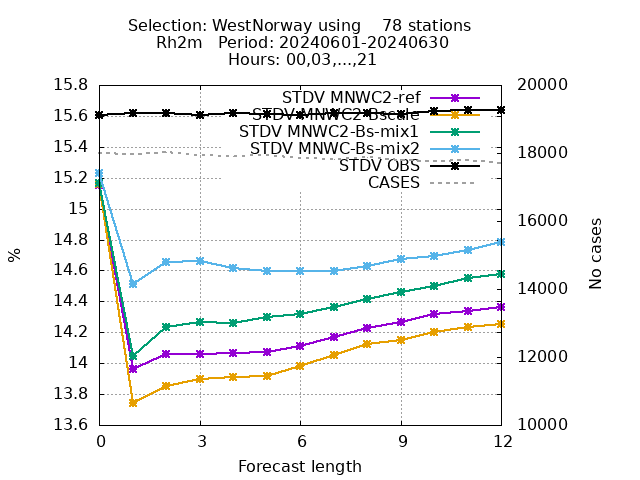 Selection: WestNorway using    78 stations
Rh2m   Period: 20240601-20240630
Hours: 00,03,...,21
STDV MNWC2-ref
STDV MNWC2-Bscale
STDV MNWC2-Bs-mix1
STDV MNWC-Bs-mix2
STDV OBS
CASES
%
15.8
15.6
15.4
15.2
15
14.8
14.6
14.4
14.2
14
13.8
13.6
20000
18000
16000
14000
12000
10000
No cases
0 3 6 9 12
Forecast length